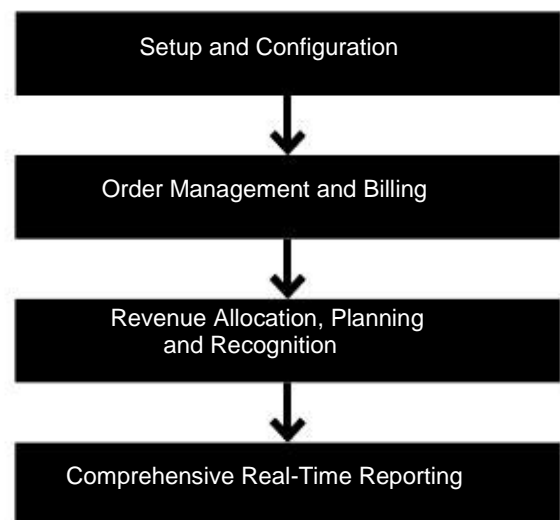 Setup and Configuration
Order Management and Billing
Revenue Allocation, Planning
and Recognition
Comprehensive Real-Time Reporting